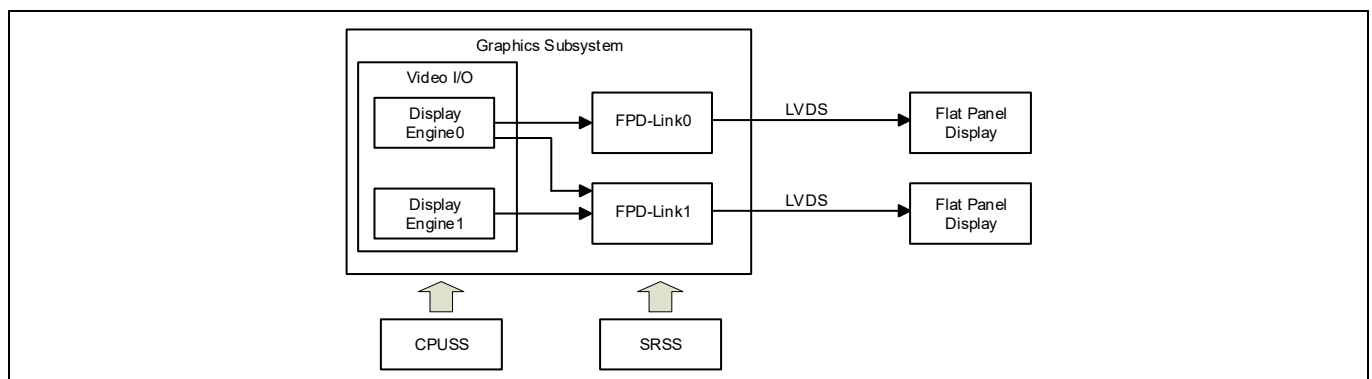 Graphics Subsystem
Video I/O
Display
Engine0
FPD-Link0
LVDS
Flat Panel
Display
Display
Engine1
FPD-Link1
LVDS
Flat Panel
Display
CPUSS
SRSS